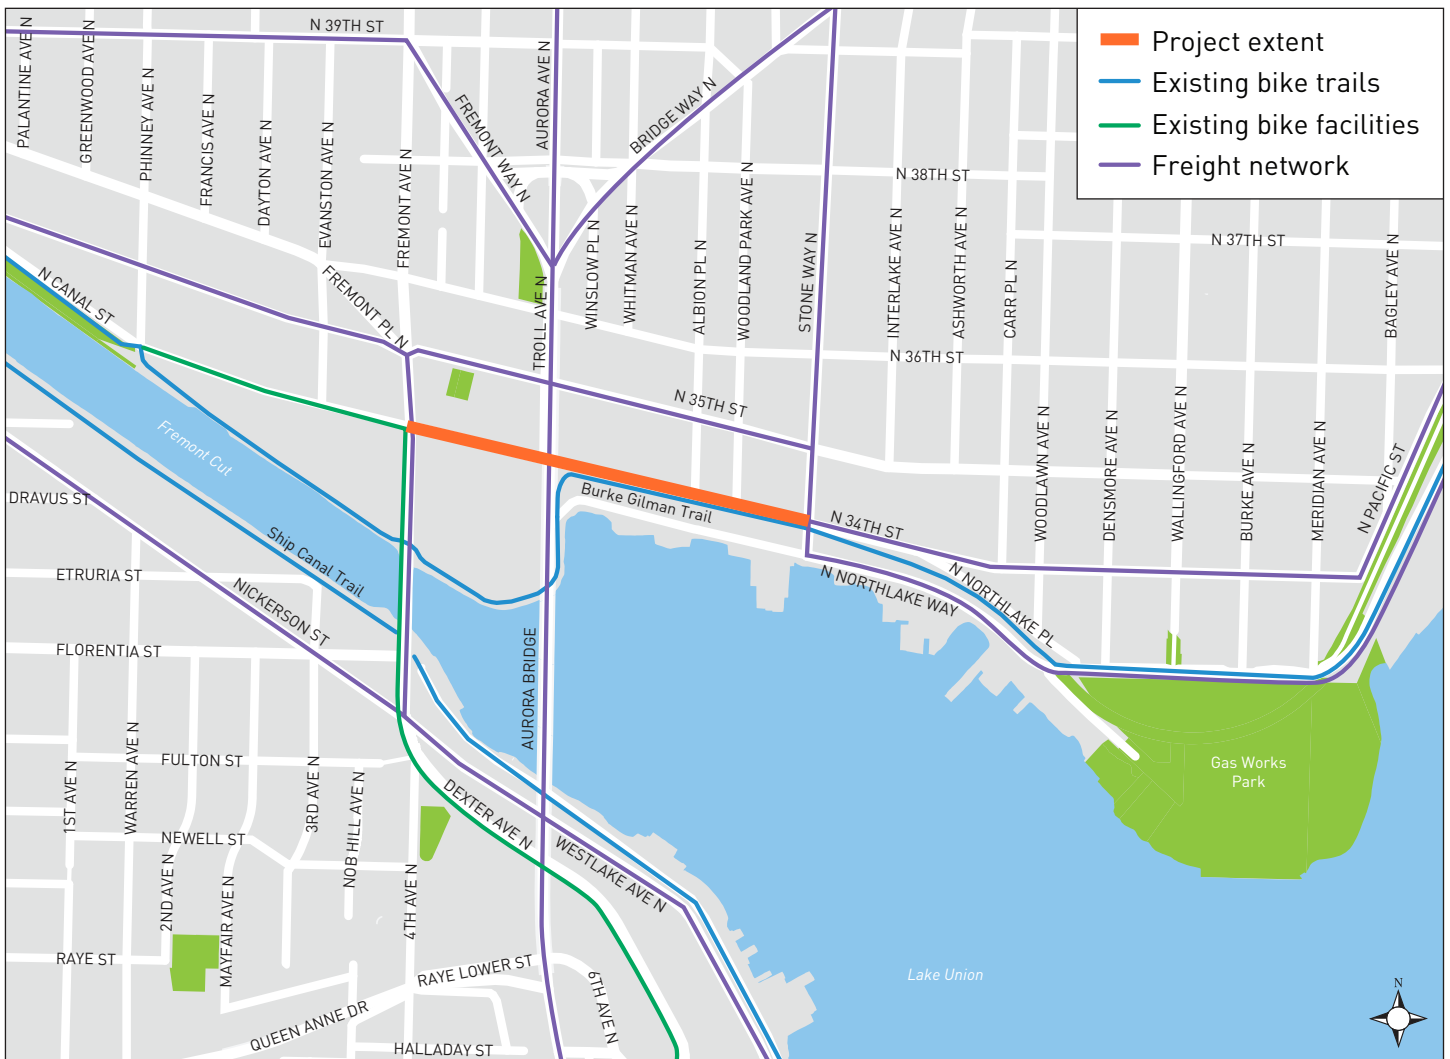 Project extent
Existing bike trails
Existing bike facilities
Freight network
N 39TH ST
PALANTINE AVE N
GREENWOOD AVE N
PHINNEY AVE N
FRANCIS AVE N
DAYTON AVE N
EVANSTON AVE N
FREMONT AVE N
FREMONT WAY N
AURORA AVE N
BRIDGE WAY N
N 38TH ST
N 37TH ST
WINSLOW PL N
WHITMAN AVE N
ALBION PL N
WOODLAND PARK AVE N
STONE WAY N
INTERLAKE AVE N
ASHWORTH AVE N
CARR PL N
BAGLEY AVE N
N CANAL ST
FREMONT PL N
TROLL AVE N
N 36TH ST
N 35TH ST
WOODLAWN AVE N
DENSMORE AVE N
WALLINGFORD AVE N
BURKE AVE N
MERIDIAN AVE N
N PACIFIC ST
Fremont Cut
DRAVUS ST
Burke Gilman Trail
N 34TH ST
Ship Canal Trail
ETRURIA ST
NICKERSON ST
N NORTHLAKE WAY
N NORTHLAKE PL
FLORENTIA ST
AURORA BRIDGE
1ST AVE N
WARREN AVE N
FULTON ST
3RD AVE N
NOB HILL AVE N
DEXTER AVE N
Gas Works
Park
NEWELL ST
2ND AVE N
MAYFAIR AVE N
4TH AVE N
WESTLAKE AVE N
RAYE ST
RAYE LOWER ST
6TH AVE N
QUEEN ANNE DR
HALLADAY ST
Lake Union
N